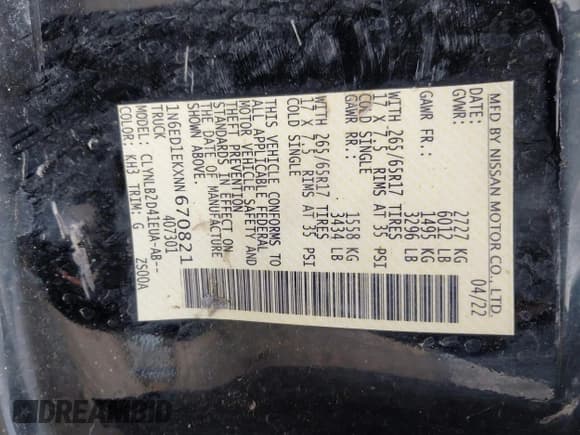 MFD BY NISSAN MOTOR CO., LTD.
DATE: 04/22
GVWR: 2727 KG
6012 LB
GAWR FR.: 1495 KG
3296 LB
WITH 265/65R17 TIRES
17 X 7.5 RIMS AT 35 PSI
COLD SINGLE
GAWR RR.: 1558 KG
3434 LB
WITH 265/65R17 TIRES
17 X 7.5 RIMS AT 35 PSI
COLD SINGLE
THIS VEHICLE CONFORMS TO
ALL APPLICABLE FEDERAL
MOTOR VEHICLE SAFETY AND
THEFT PREVENTION
STANDARDS IN EFFECT ON
THE DATE OF MANUFACTURE
SHOWN ABOVE.
1N6ED1EKXNN670821
TRUCK 407301
MODEL: CLYNLB2D41EUA-AB--
COLOR: KH3 TRIM: G ZS00A
DREAMBID